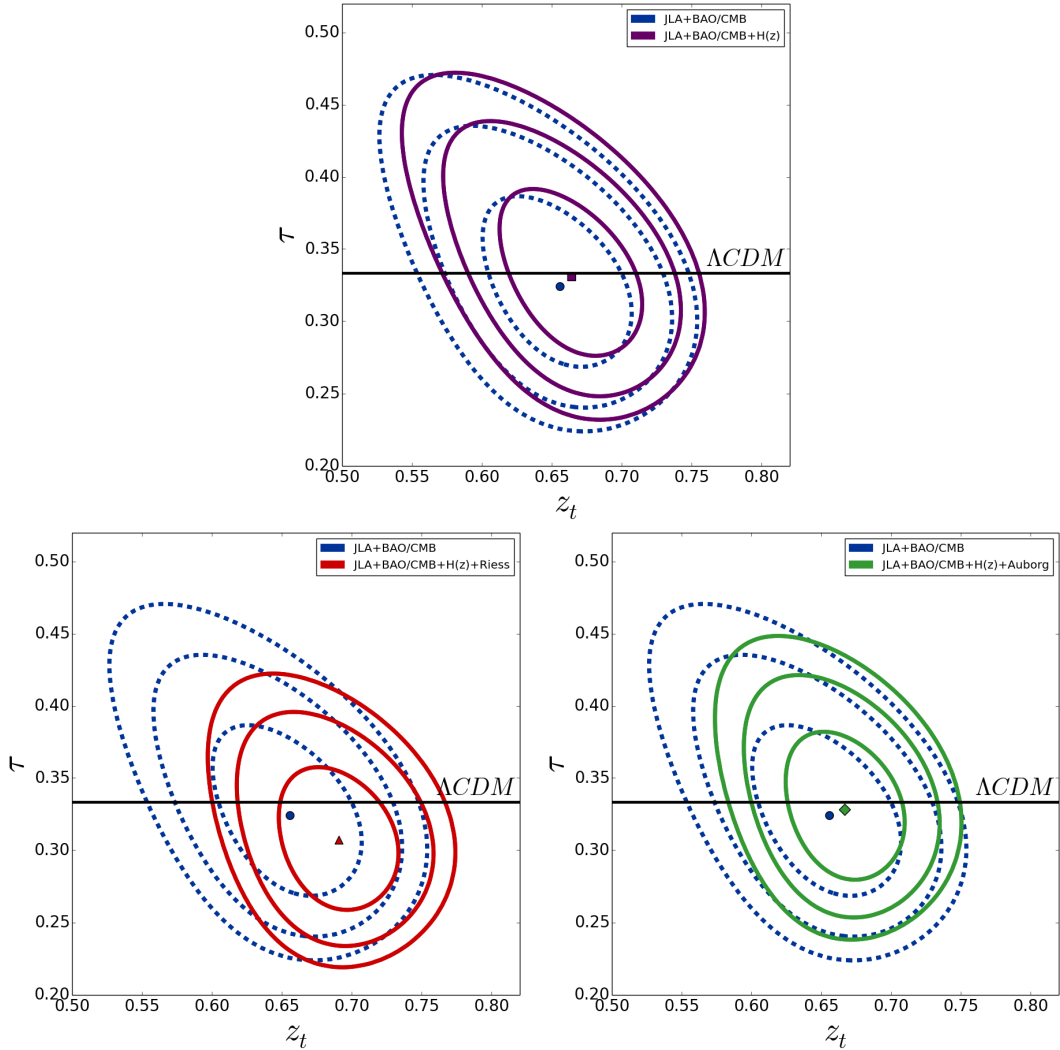 JLA+BAO/CMB
JLA+BAO/CMB+H(z)
0.50
0.45
0.40
0.35
0.30
0.25
0.20
τ
ΛCDM
0.50 0.55 0.60 0.65 0.70 0.75 0.80
z_t
JLA+BAO/CMB
JLA+BAO/CMB+H(z)+Riess
0.50
0.45
0.40
0.35
0.30
0.25
0.20
τ
ΛCDM
0.50 0.55 0.60 0.65 0.70 0.75 0.80
z_t
JLA+BAO/CMB
JLA+BAO/CMB+H(z)+Auborg
0.50
0.45
0.40
0.35
0.30
0.25
0.20
τ
ΛCDM
0.50 0.55 0.60 0.65 0.70 0.75 0.80
z_t